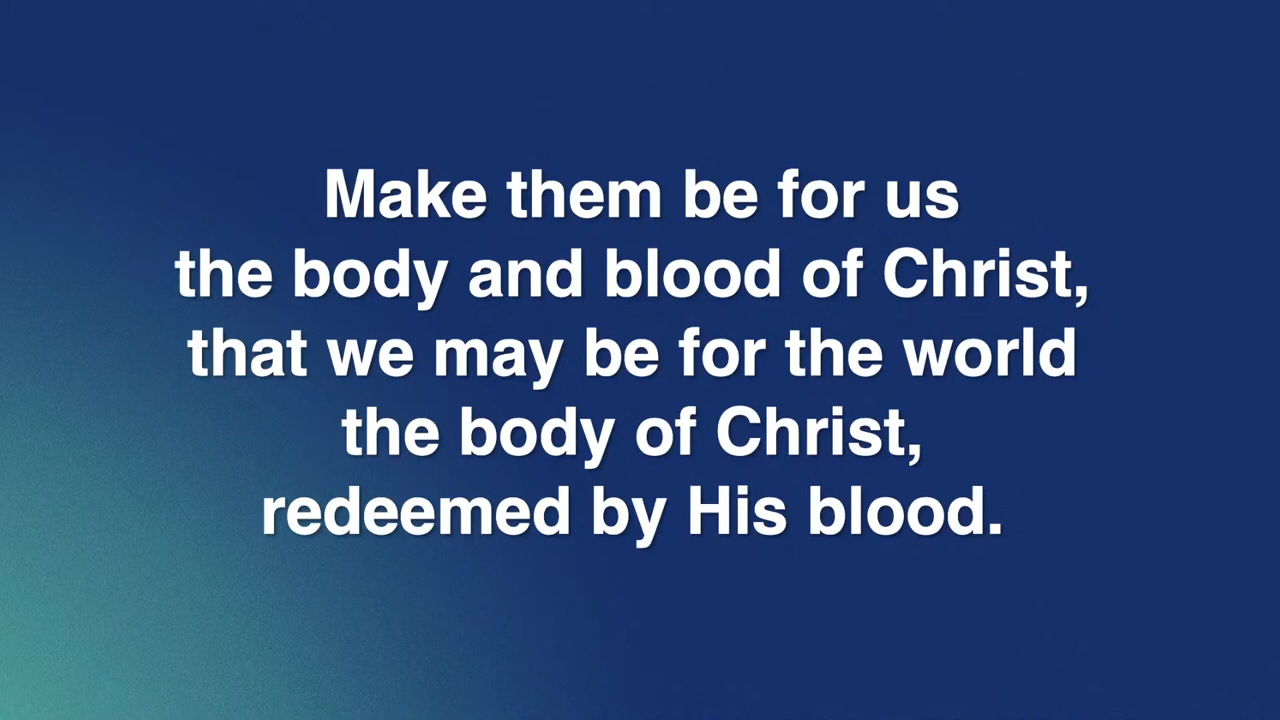 Make them be for us
the body and blood of Christ,
that we may be for the world
the body of Christ,
redeemed by His blood.